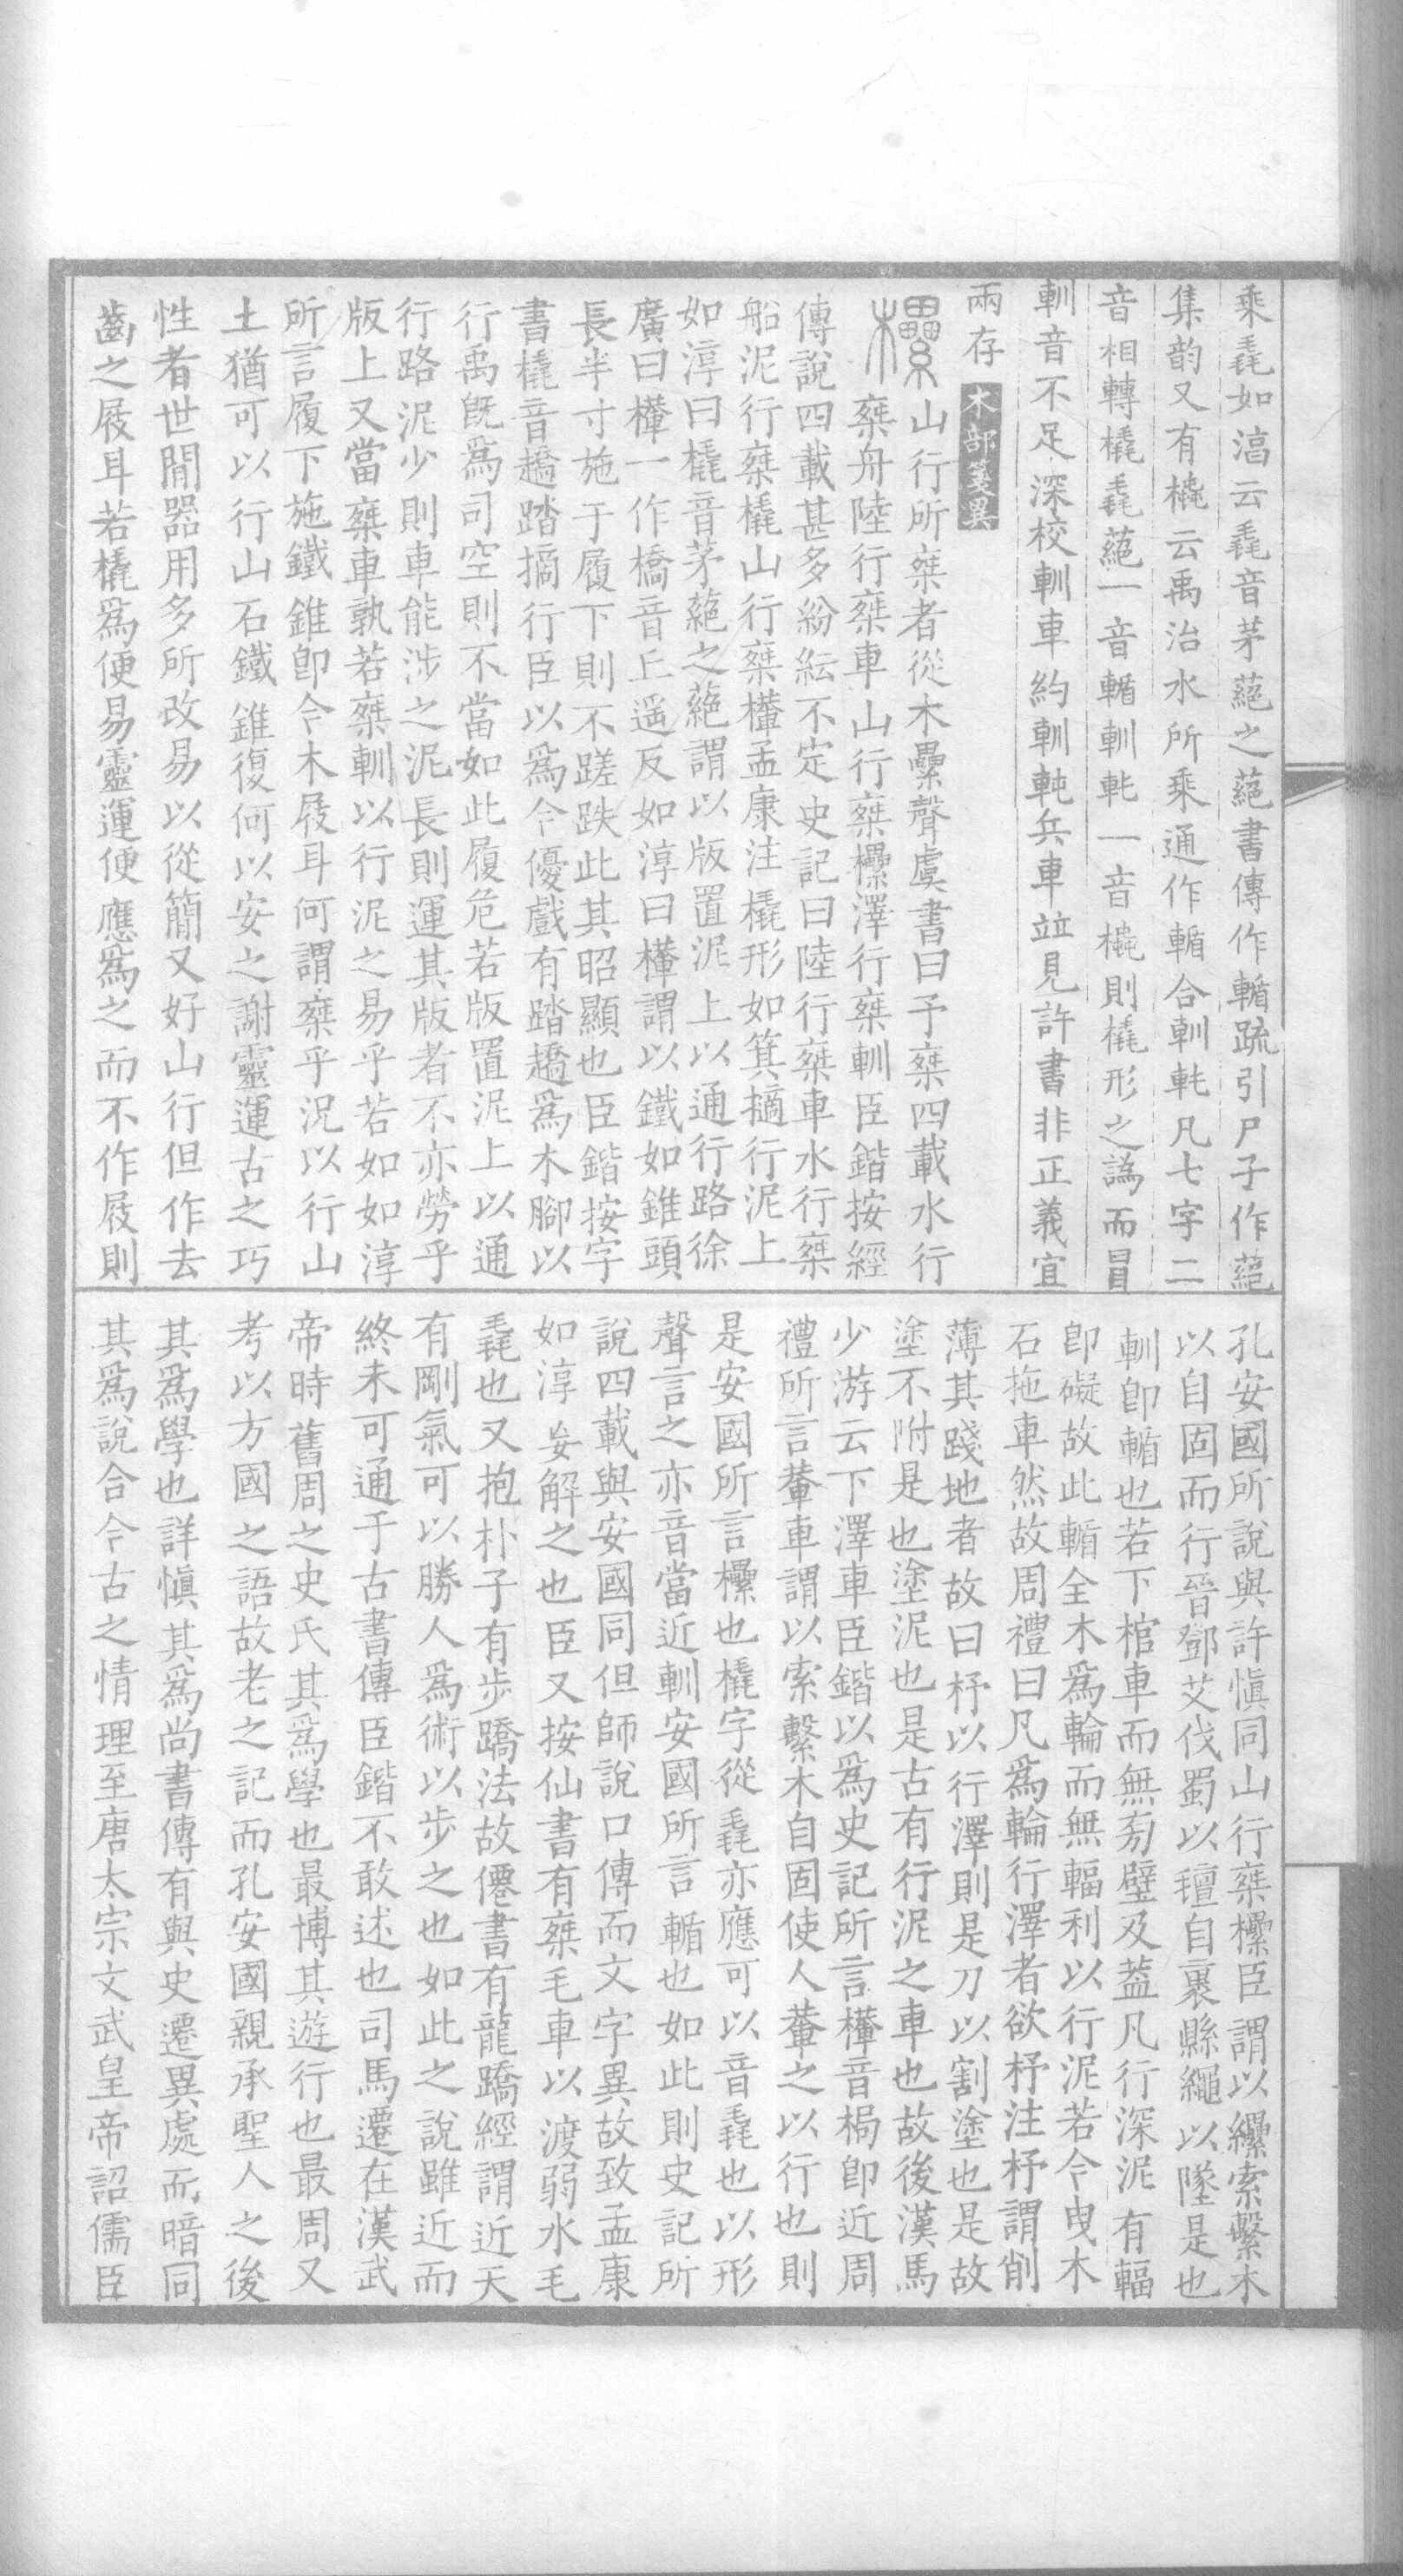 乘毳如淳云毳音茅蕝之蕝書傳作輴䟽引尸子作蕝
集韵又有橇云禹治水所乘通作輴合軕軞凡七字二
音相轉橇毳蕝一音輴軕軞一音橇則橇形之譌而冒
軕音不足深校軕車約軕軘兵車竝見許書非正義宜
兩存
木部箋異
欙山行所椉者從木纍聲虞書曰予椉四載水行
椉舟陸行椉車山行椉欙澤行椉軕臣鍇按經
傳說四載甚多紛紜不定史記曰陸行椉車水行椉
船泥行椉橇山行椉檋孟康注橇形如箕擿行泥上
如淳曰橇音茅蕝之蕝謂以版置泥上以通行路徐
廣曰檋一作橋音丘遥反如淳曰檋謂以鐵如錐頭
長半寸施于履下則不蹉跌此其昭顯也臣鍇按字
書橇音趫踏摘行臣以爲今優戲有踏趫爲木腳以
行禹旣爲司空則不當如此履危若版置泥上以通
行路泥少則車能涉之泥長則運其版者不亦勞乎
版上又當椉車孰若椉軕以行泥之易乎若如如淳
所言履下施鐵錐卽今木屐耳何謂椉乎況以行山
土猶可以行山石鐵錐復何以安之謝靈運古之巧
性者世閒器用多所改易以從簡又好山行但作去
齒之屐耳若橇爲便易靈運便應爲之而不作屐則
孔安國所說與許愼同山行椉欙臣謂以纝索繫木
以自固而行晉鄧艾伐蜀以氊自裹縣繩以墜是也
軕卽輴也若下棺車而無㫄壁及葢凡行深泥有輻
卽礙故此輴全木爲輪而無輻利以行泥若今曳木
石拖車然故周禮曰凡爲輪行澤者欲杼注杼謂削
薄其踐地者故曰杼以行澤則是刀以割塗也是故
塗不附是也塗泥也是古有行泥之車也故後漢馬
少游云下澤車臣鍇以爲史記所言檋音梮卽近周
禮所言輂車謂以索繫木自固使人輂之以行也則
是安國所言欙也橇字從毳亦應可以音毳也以形
聲言之亦音當近軕安國所言輴也如此則史記所
說四載與安國同但師說口傳而文字異故致孟康
如淳妄解之也臣又按仙書有椉毛車以渡弱水毛
毳也又抱朴子有步蹻法故僊書有龍蹻經謂近天
有剛氣可以勝人爲術以步之也如此之說雖近而
終未可通于古書傳臣鍇不敢述也司馬遷在漢武
帝時舊周之史氏其爲學也最博其遊行也最周又
考以方國之語故老之記而孔安國親承聖人之後
其爲學也詳愼其爲尚書傳有與史遷異處而暗同
其爲說合今古之情理至唐太宗文武皇帝詔儒臣